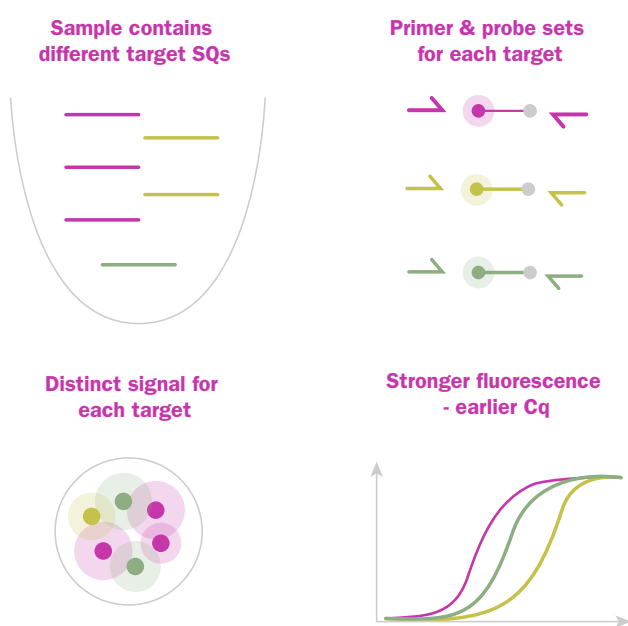 Sample contains
different target SQs
Primer & probe sets
for each target
Distinct signal for
each target
Stronger fluorescence
- earlier Cq